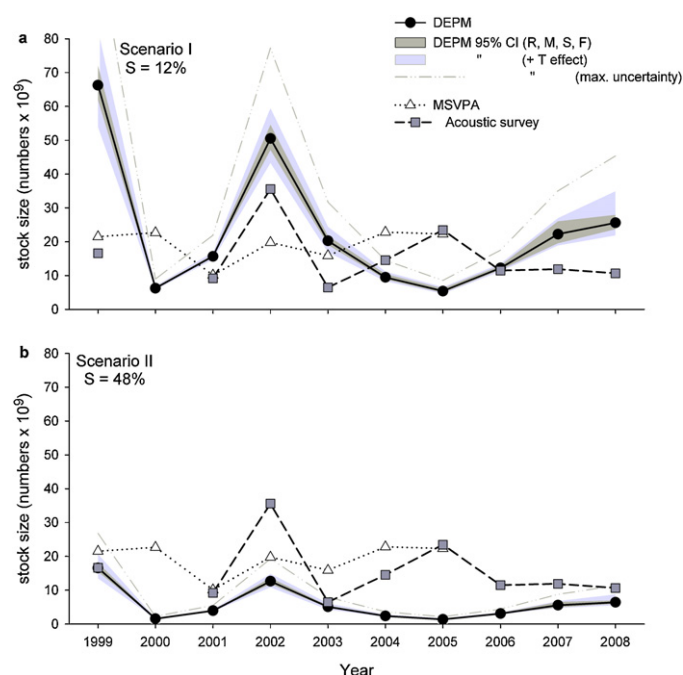 DEPM
DEPM 95% CI (R, M, S, F)
" (+ T effect)
" (max. uncertainty)
MSVPA
Acoustic survey
a
Scenario I
S = 12%
80
70
60
50
40
30
20
10
0
stock size (numbers x 10⁹)
b
Scenario II
S = 48%
80
70
60
50
40
30
20
10
0
stock size (numbers x 10⁹)
1999 2000 2001 2002 2003 2004 2005 2006 2007 2008
Year